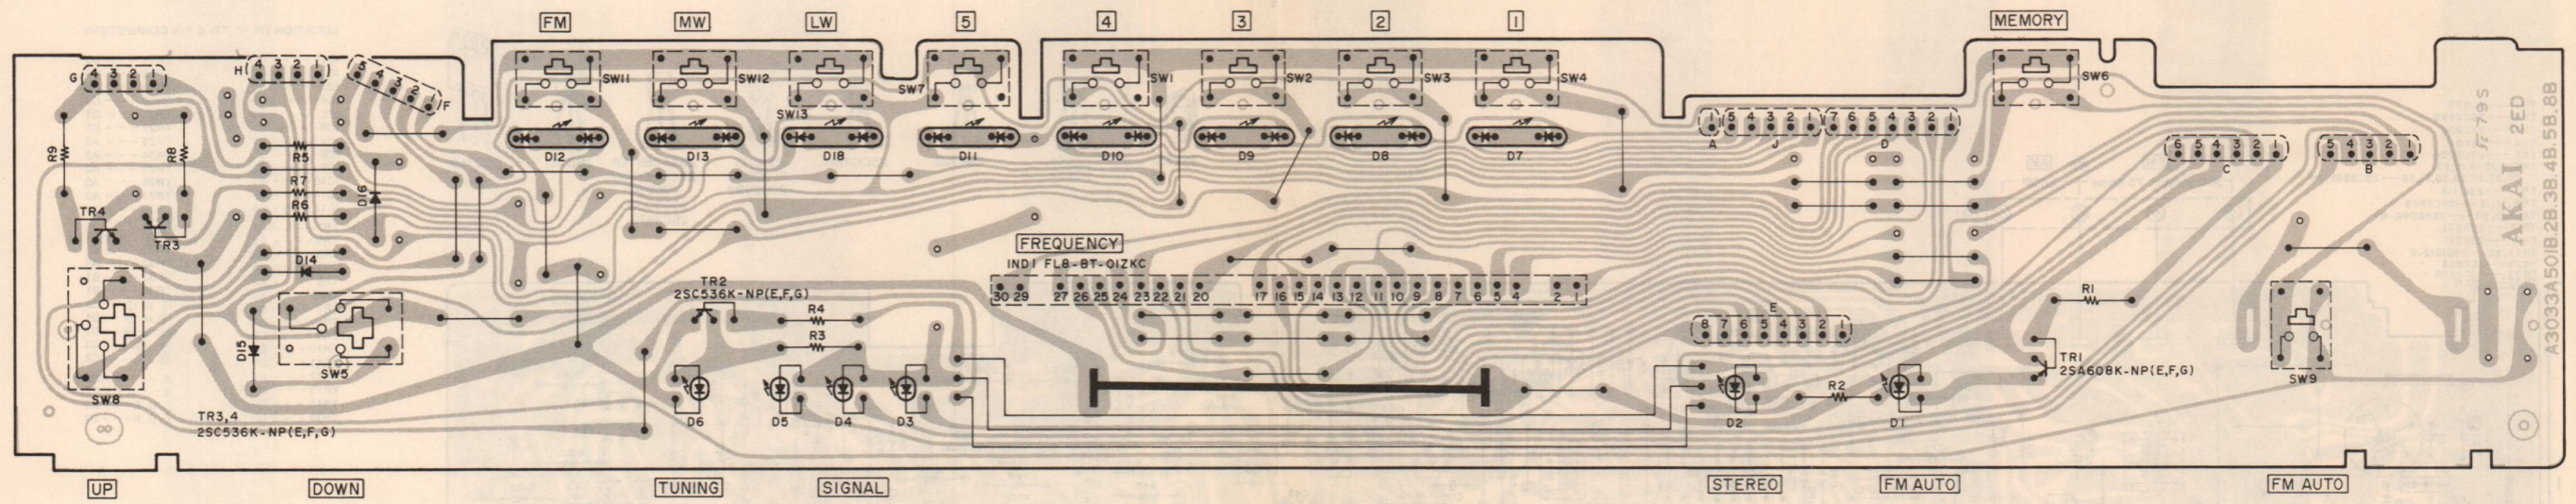 FM MW LW 5 4 3 2 1 MEMORY
G 4 3 2 1
H 4 3 2 1
5 4 3 2 1 F
SW11 SW12 SW13 SW7 SW1 SW2 SW3 SW4 SW6
D12 D13 D18 D11 D10 D9 D8 D7
1 A
5 4 3 2 1 J
7 6 5 4 3 2 1 D
6 5 4 3 2 1 C
5 4 3 2 1 B
R9 R8 R5 R7 R6 D16
TR4 TR3
D14
FREQUENCY
INDI FL8-BT-01ZKC
30 29 27 26 25 24 23 22 21 20 17 16 15 14 13 12 11 10 9 8 7 6 5 4 2 1
TR2
2SC536K-NP(E,F,G)
R4
R3
E
8 7 6 5 4 3 2 1
R1
D15
SW5
SW8
SW9
TR1
2SA608K-NP(E,F,G)
R2
TR3,4
2SC536K-NP(E,F,G)
D6 D5 D4 D3 D2 D1
UP DOWN TUNING SIGNAL STEREO FM AUTO FM AUTO
779S
AKAI 2ED
A3033A501B.2B.3B.4B.5B.8B